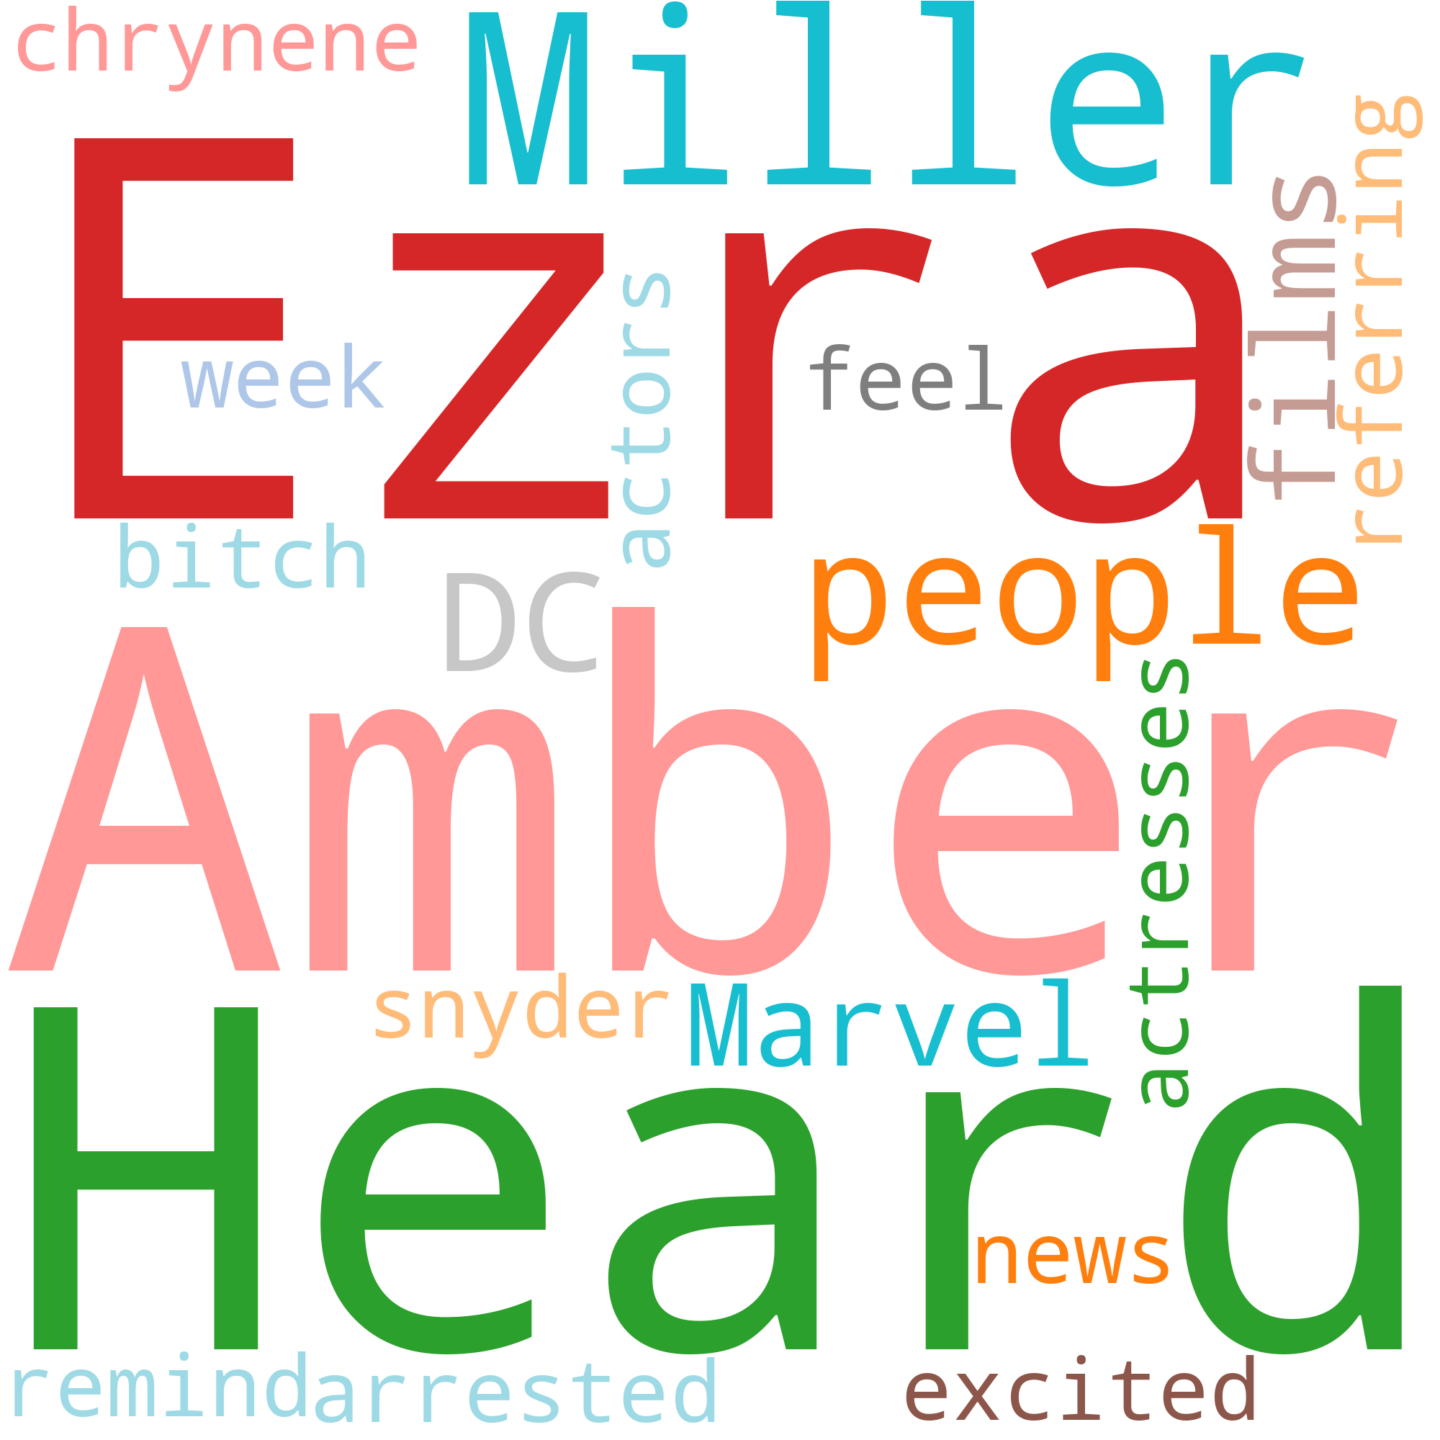 chrynene
Miller
Ezra
films
referring
actors
week
feel
bitch
DC
people
Amber
actresses
snyder
Marvel
Heard
news
remind
arrested
excited